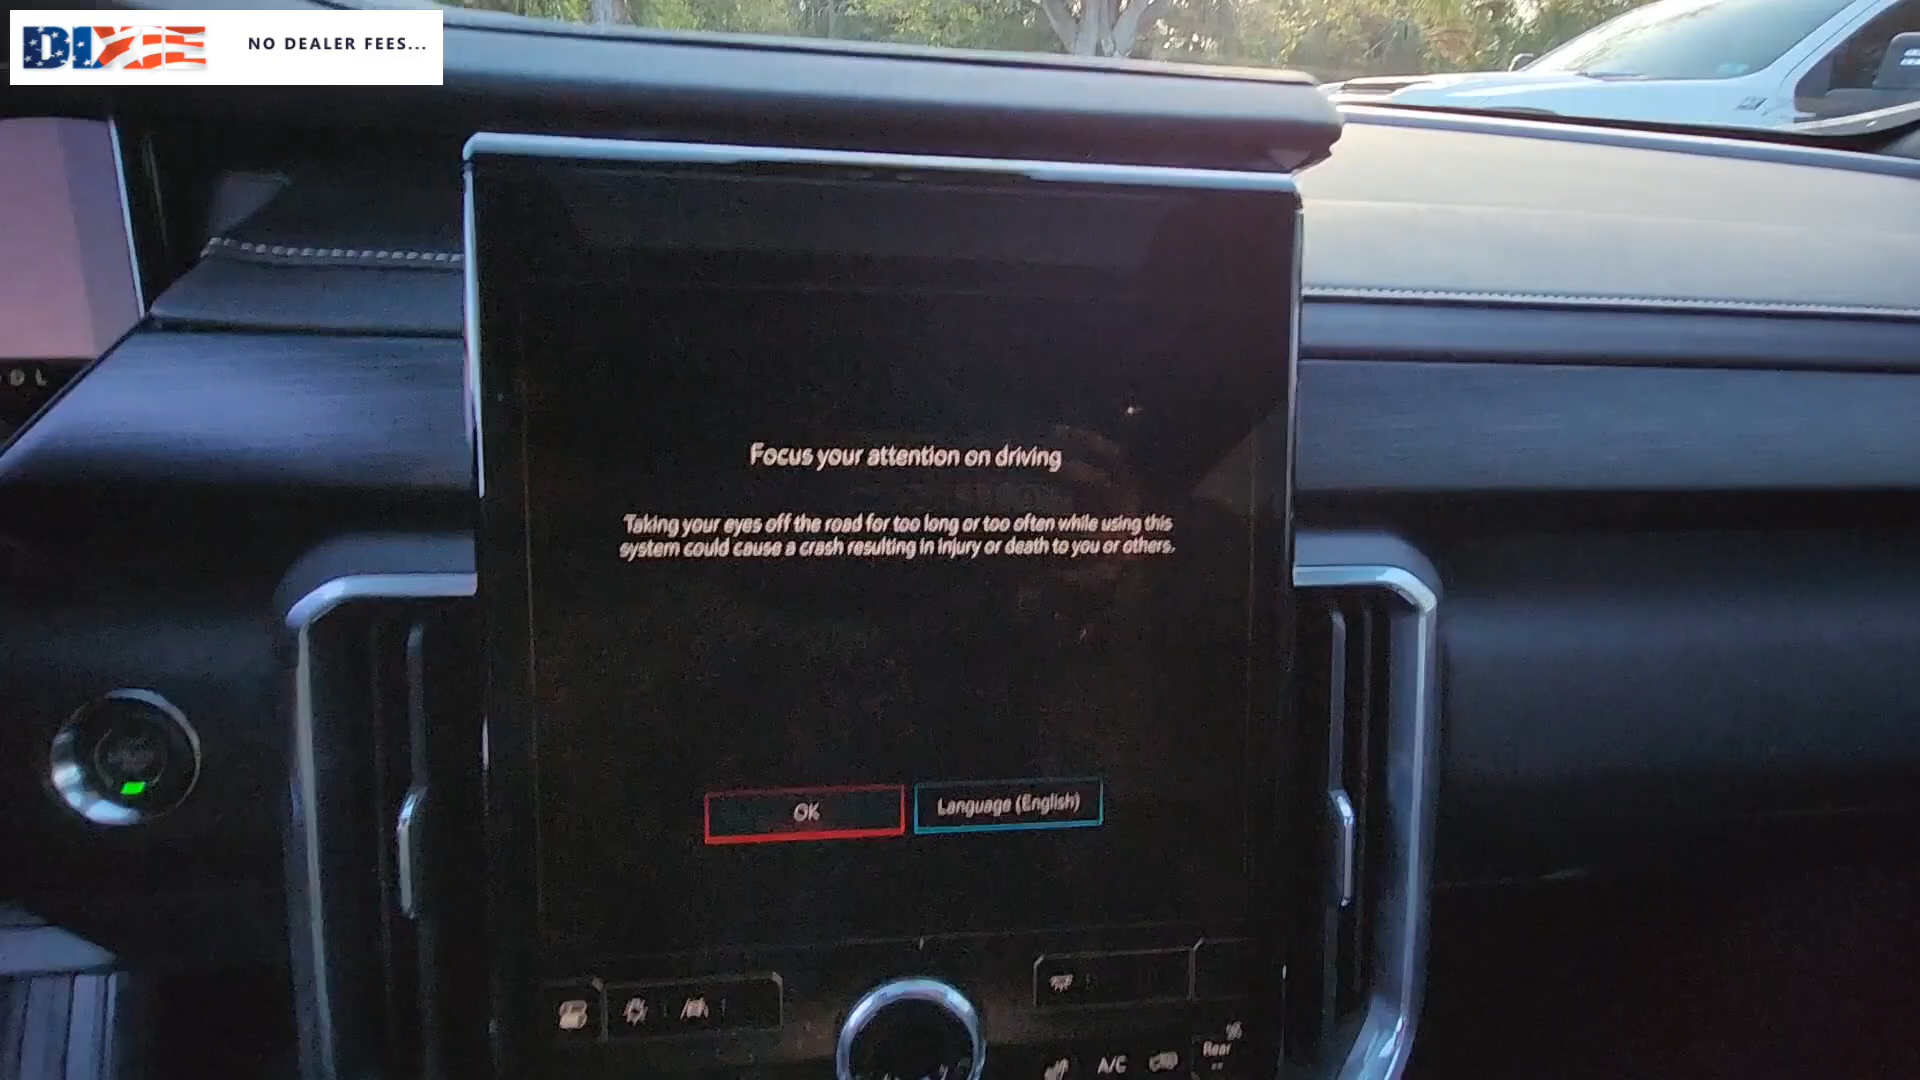 DIXIE
NO DEALER FEES...
D L
Focus your attention on driving
Taking your eyes off the road for too long or too often while using this
system could cause a crash resulting in injury or death to you or others.
OK
Language (English)
A/C
Rear